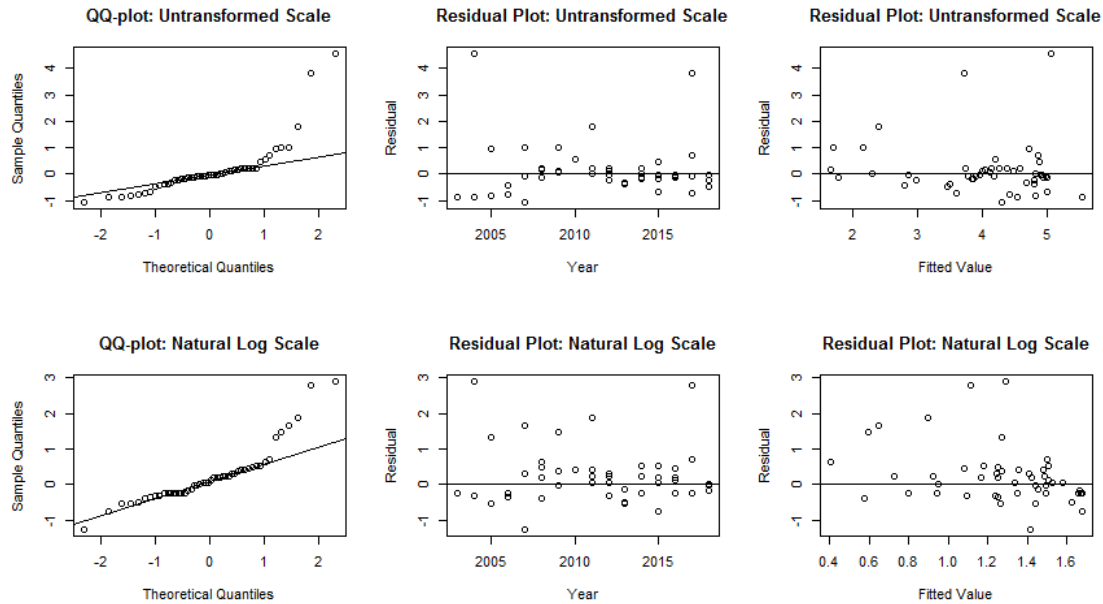 QQ-plot: Untransformed Scale
Sample Quantiles
4
3
2
1
0
-1
-2 -1 0 1 2
Theoretical Quantiles
Residual Plot: Untransformed Scale
Residual
4
3
2
1
0
-1
2005 2010 2015
Year
Residual Plot: Untransformed Scale
Residual
4
3
2
1
0
-1
2 3 4 5
Fitted Value
QQ-plot: Natural Log Scale
Sample Quantiles
3
2
1
0
-1
-2 -1 0 1 2
Theoretical Quantiles
Residual Plot: Natural Log Scale
Residual
3
2
1
0
-1
2005 2010 2015
Year
Residual Plot: Natural Log Scale
Residual
3
2
1
0
-1
0.4 0.6 0.8 1.0 1.2 1.4 1.6
Fitted Value